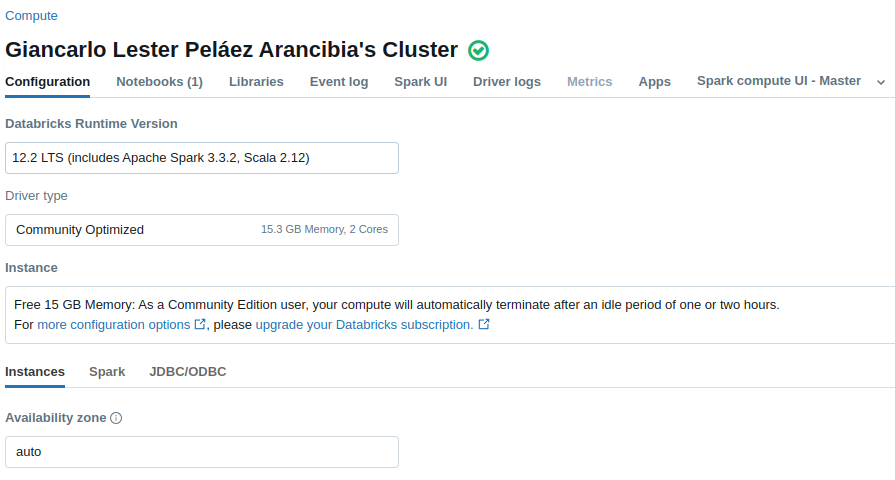 Compute
Giancarlo Lester Peláez Arancibia's Cluster
Configuration Notebooks (1) Libraries Event log Spark UI Driver logs Metrics Apps Spark compute UI - Master
Databricks Runtime Version
12.2 LTS (includes Apache Spark 3.3.2, Scala 2.12)
Driver type
Community Optimized 15.3 GB Memory, 2 Cores
Instance
Free 15 GB Memory: As a Community Edition user, your compute will automatically terminate after an idle period of one or two hours.
For more configuration options, please upgrade your Databricks subscription.
Instances Spark JDBC/ODBC
Availability zone
auto